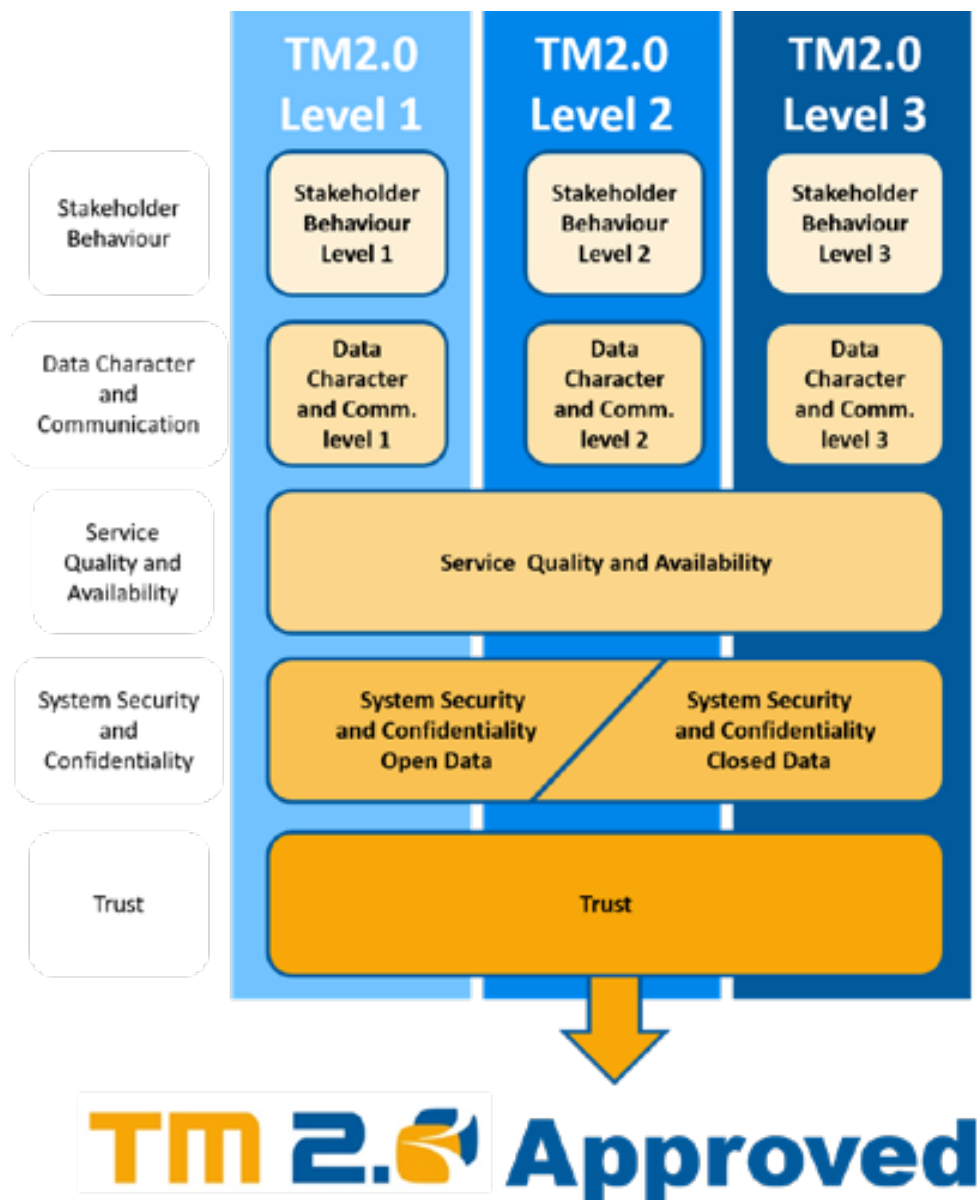 TM2.0
Level 1
TM2.0
Level 2
TM2.0
Level 3
Stakeholder
Behaviour
Stakeholder
Behaviour
Level 1
Stakeholder
Behaviour
Level 2
Stakeholder
Behaviour
Level 3
Data Character
and
Communication
Data
Character
and Comm.
level 1
Data
Character
and Comm.
level 2
Data
Character
and Comm.
level 3
Service
Quality and
Availability
Service Quality and Availability
System Security
and
Confidentiality
System Security
and Confidentiality
Open Data
System Security
and Confidentiality
Closed Data
Trust
Trust
TM 2.0 Approved